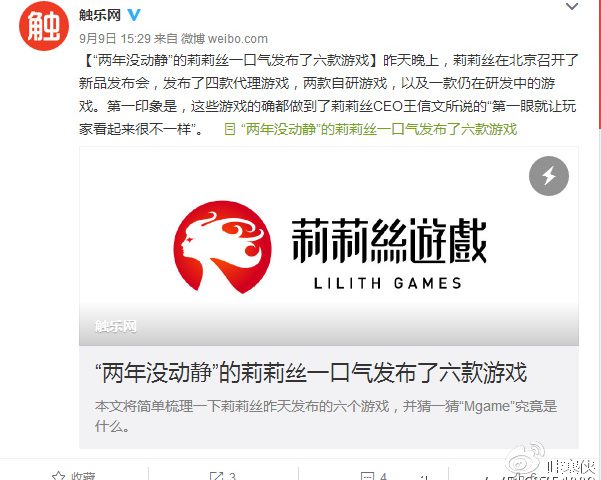 触
触乐网
9月9日 15:29 来自 微博 weibo.com
【“两年没动静”的莉莉丝一口气发布了六款游戏】昨天晚上，莉莉丝在北京召开了
新品发布会，发布了四款代理游戏，两款自研游戏，以及一款仍在研发中的游
戏。第一印象是，这些游戏的确都做到了莉莉丝CEO王信文所说的“第一眼就让玩
家看起来很不一样”。 “两年没动静”的莉莉丝一口气发布了六款游戏
莉莉絲遊戲
LILITH GAMES
触乐网
“两年没动静”的莉莉丝一口气发布了六款游戏
本文将简单梳理一下莉莉丝昨天发布的六个游戏，并猜一猜“Mgame”究竟是
什么。
收藏
3
4
6